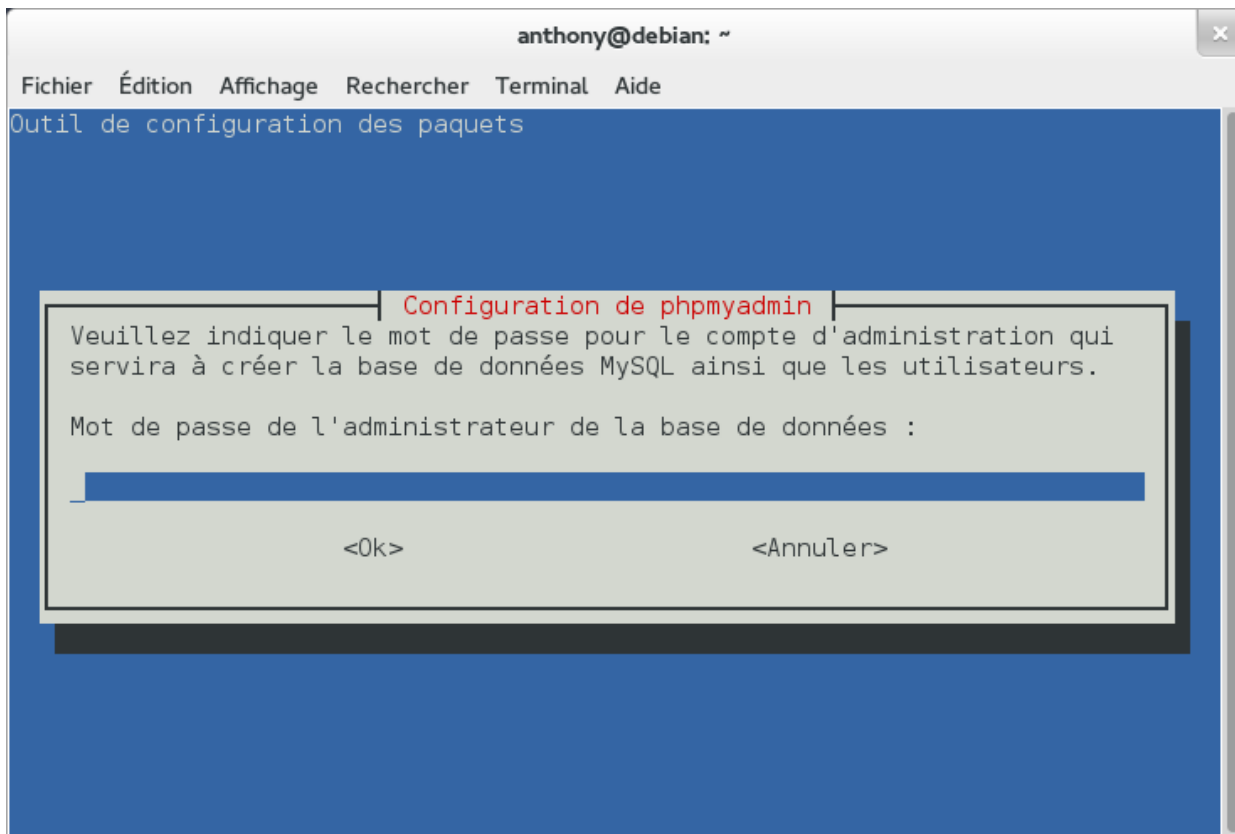 anthony@debian: ~
Fichier Édition Affichage Rechercher Terminal Aide
Outil de configuration des paquets
Configuration de phpmyadmin
Veuillez indiquer le mot de passe pour le compte d'administration qui
servira à créer la base de données MySQL ainsi que les utilisateurs.
Mot de passe de l'administrateur de la base de données :
_
<Ok> <Annuler>